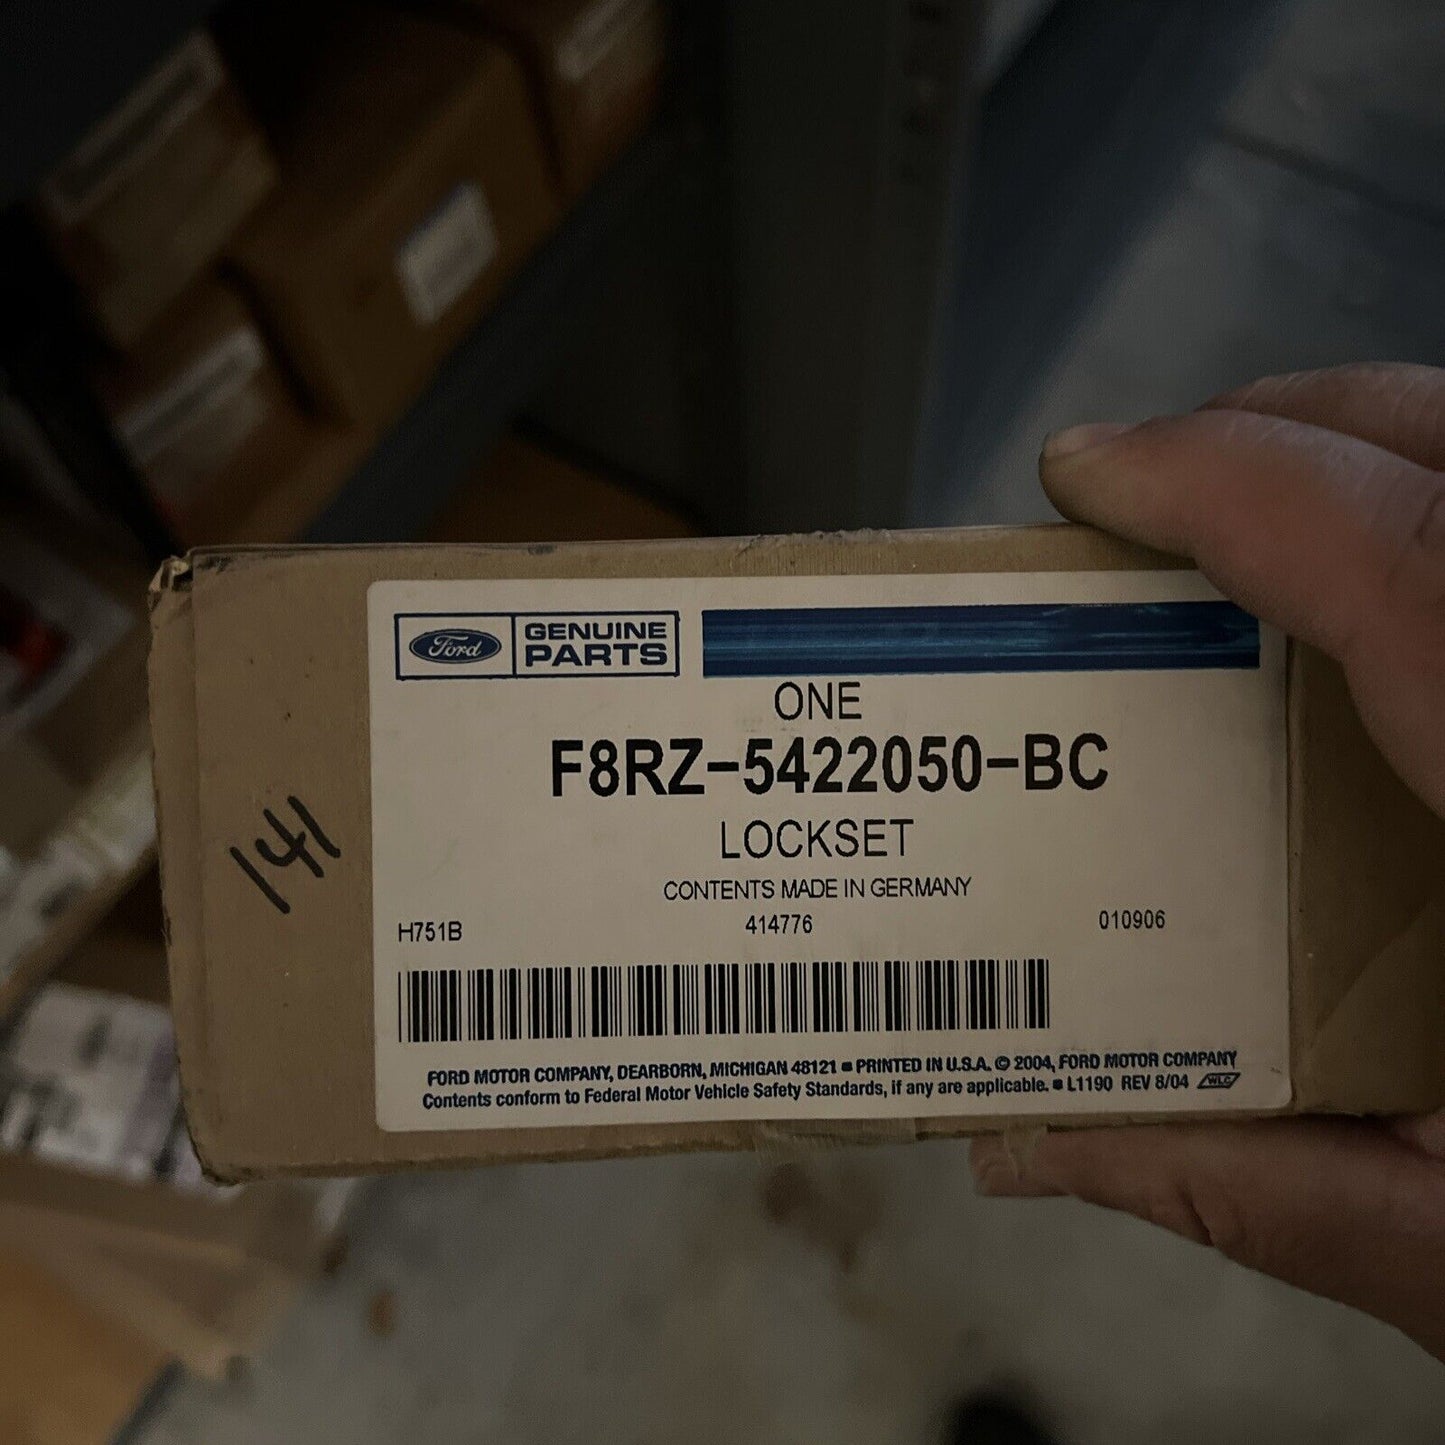 Ford GENUINE
PARTS
ONE
F8RZ-5422050-BC
LOCKSET
CONTENTS MADE IN GERMANY
H751B 414776 010906
141
FORD MOTOR COMPANY, DEARBORN, MICHIGAN 48121 ▪ PRINTED IN U.S.A. © 2004, FORD MOTOR COMPANY
Contents conform to Federal Motor Vehicle Safety Standards, if any are applicable. ▪ L1190 REV 8/04 WLC